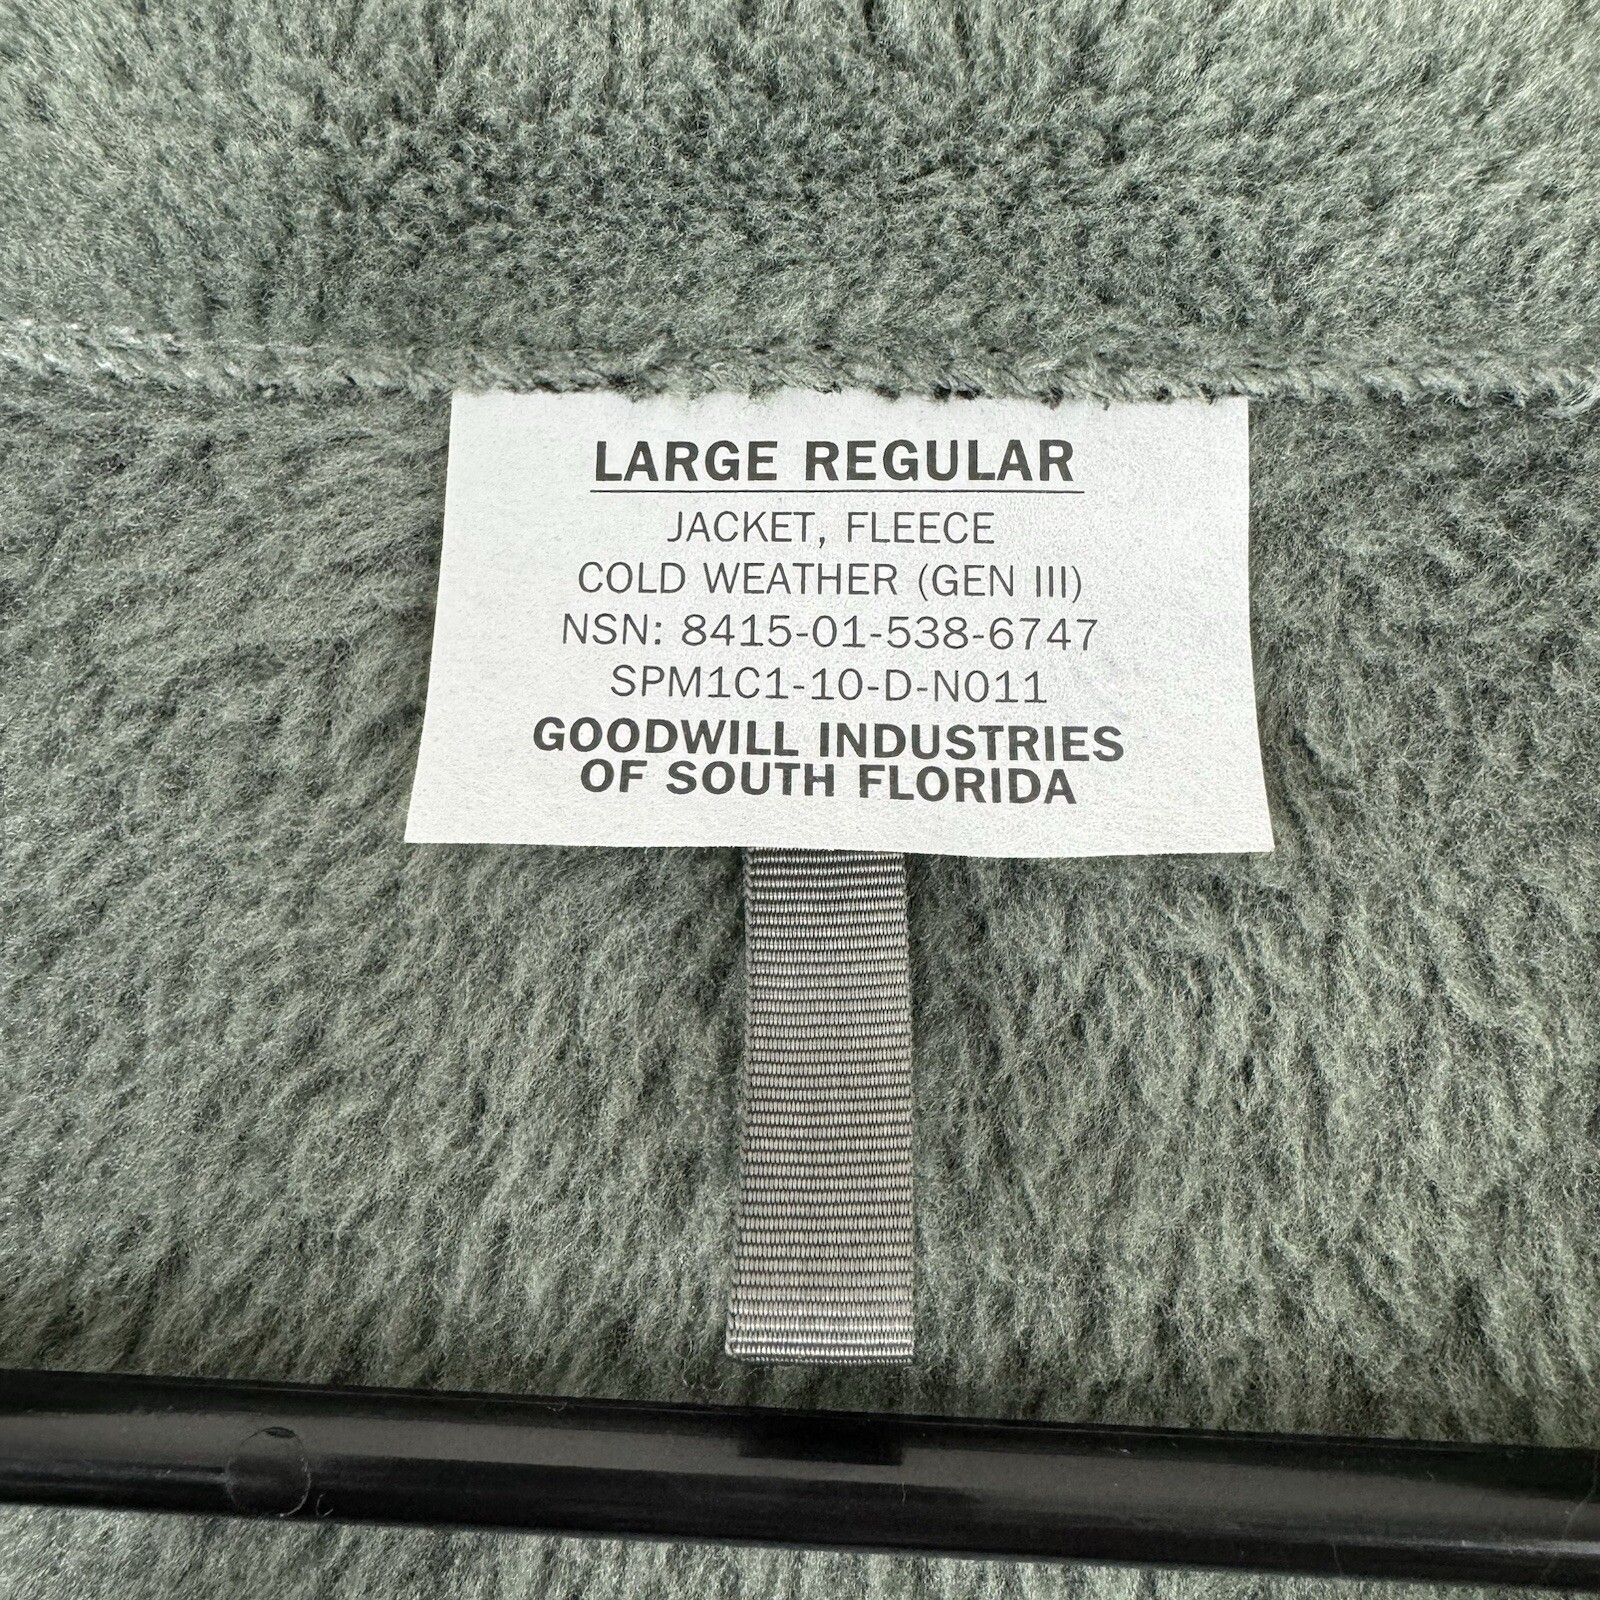 LARGE REGULAR
JACKET, FLEECE
COLD WEATHER (GEN III)
NSN: 8415-01-538-6747
SPM1C1-10-D-N011
GOODWILL INDUSTRIES
OF SOUTH FLORIDA